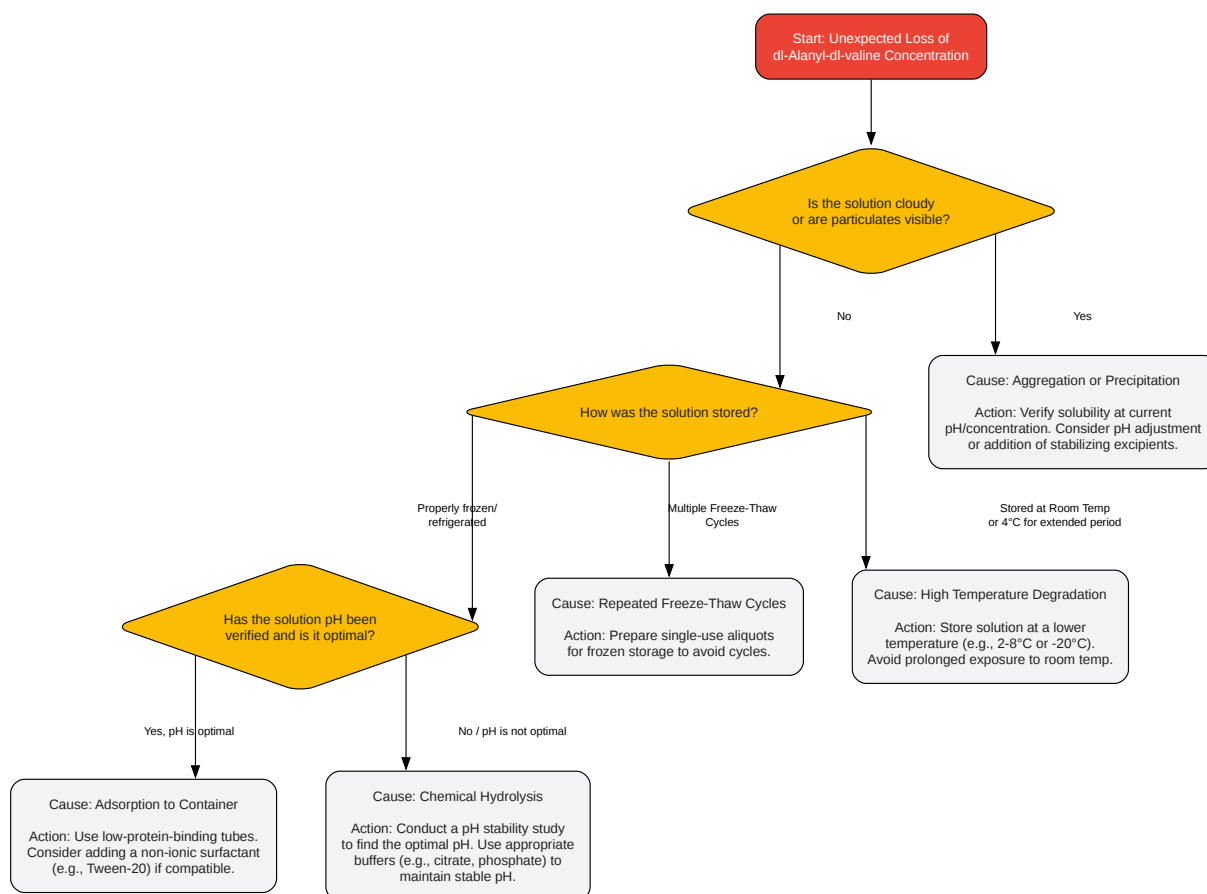 Start: Unexpected Loss of
dl-Alanyl-dl-valine Concentration
Is the solution cloudy
or are particulates visible?
No
Yes
Cause: Aggregation or Precipitation
Action: Verify solubility at current
pH/concentration. Consider pH adjustment
or addition of stabilizing excipients.
How was the solution stored?
Properly frozen/
refrigerated
Multiple Freeze-Thaw
Cycles
Stored at Room Temp
or 4°C for extended period
Cause: Repeated Freeze-Thaw Cycles
Action: Prepare single-use aliquots
for frozen storage to avoid cycles.
Cause: High Temperature Degradation
Action: Store solution at a lower
temperature (e.g., 2-8°C or -20°C).
Avoid prolonged exposure to room temp.
Has the solution pH been
verified and is it optimal?
Yes, pH is optimal
No / pH is not optimal
Cause: Adsorption to Container
Action: Use low-protein-binding tubes.
Consider adding a non-ionic surfactant
(e.g., Tween-20) if compatible.
Cause: Chemical Hydrolysis
Action: Conduct a pH stability study
to find the optimal pH. Use appropriate
buffers (e.g., citrate, phosphate) to
maintain stable pH.